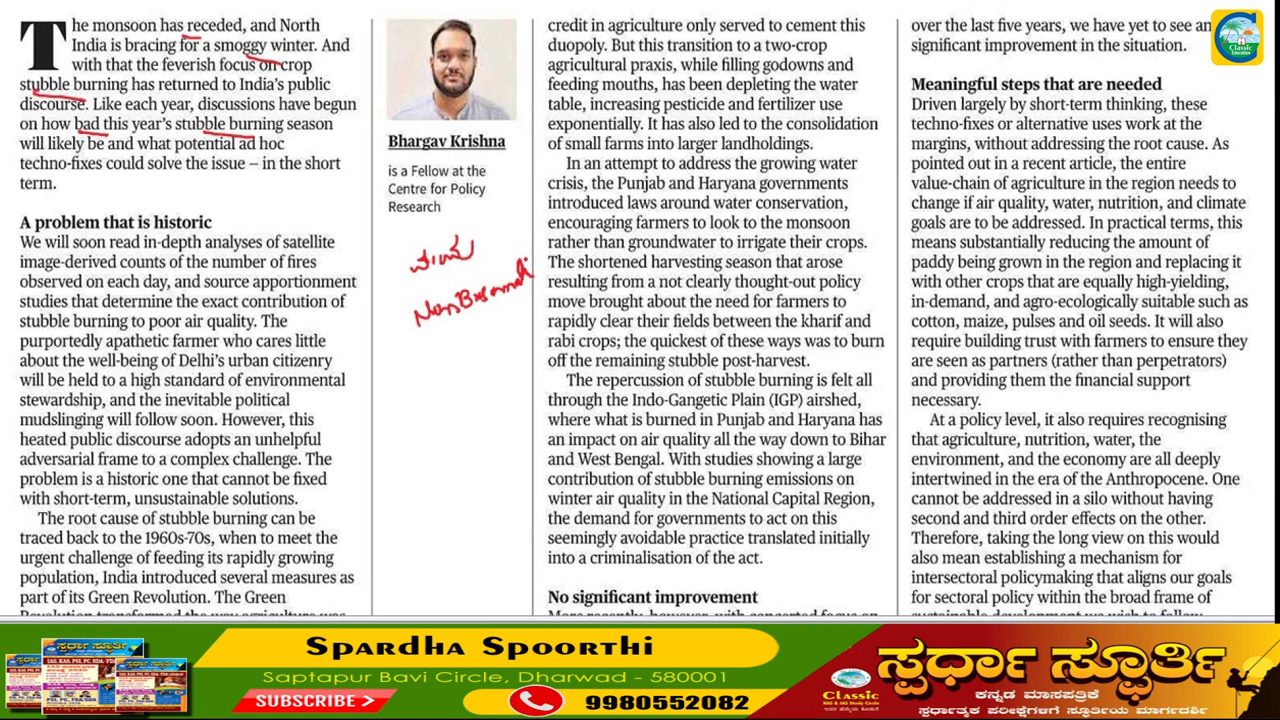 The monsoon has receded, and North
India is bracing for a smoggy winter. And
with that the feverish focus on crop
stubble burning has returned to India's public
discourse. Like each year, discussions have begun
on how bad this year's stubble burning season
will likely be and what potential ad hoc
techno-fixes could solve the issue – in the short
term.
A problem that is historic
We will soon read in-depth analyses of satellite
image-derived counts of the number of fires
observed on each day, and source apportionment
studies that determine the exact contribution of
stubble burning to poor air quality. The
purportedly apathetic farmer who cares little
about the well-being of Delhi's urban citizenry
will be held to a high standard of environmental
stewardship, and the inevitable political
mudslinging will follow soon. However, this
heated public discourse adopts an unhelpful
adversarial frame to a complex challenge. The
problem is a historic one that cannot be fixed
with short-term, unsustainable solutions.
The root cause of stubble burning can be
traced back to the 1960s-70s, when to meet the
urgent challenge of feeding its rapidly growing
population, India introduced several measures as
part of its Green Revolution. The Green
Revolution transformed the way agriculture was
Bhargav Krishna
is a Fellow at the
Centre for Policy
Research
credit in agriculture only served to cement this
duopoly. But this transition to a two-crop
agricultural praxis, while filling godowns and
feeding mouths, has been depleting the water
table, increasing pesticide and fertilizer use
exponentially. It has also led to the consolidation
of small farms into larger landholdings.
In an attempt to address the growing water
crisis, the Punjab and Haryana governments
introduced laws around water conservation,
encouraging farmers to look to the monsoon
rather than groundwater to irrigate their crops.
The shortened harvesting season that arose
resulting from a not clearly thought-out policy
move brought about the need for farmers to
rapidly clear their fields between the kharif and
rabi crops; the quickest of these ways was to burn
off the remaining stubble post-harvest.
The repercussion of stubble burning is felt all
through the Indo-Gangetic Plain (IGP) airshed,
where what is burned in Punjab and Haryana has
an impact on air quality all the way down to Bihar
and West Bengal. With studies showing a large
contribution of stubble burning emissions on
winter air quality in the National Capital Region,
the demand for governments to act on this
seemingly avoidable practice translated initially
into a criminalisation of the act.
No significant improvement
More recently, however, with concerted focus on
over the last five years, we have yet to see any
significant improvement in the situation.
Meaningful steps that are needed
Driven largely by short-term thinking, these
techno-fixes or alternative uses work at the
margins, without addressing the root cause. As
pointed out in a recent article, the entire
value-chain of agriculture in the region needs to
change if air quality, water, nutrition, and climate
goals are to be addressed. In practical terms, this
means substantially reducing the amount of
paddy being grown in the region and replacing it
with other crops that are equally high-yielding,
in-demand, and agro-ecologically suitable such as
cotton, maize, pulses and oil seeds. It will also
require building trust with farmers to ensure they
are seen as partners (rather than perpetrators)
and providing them the financial support
necessary.
At a policy level, it also requires recognising
that agriculture, nutrition, water, the
environment, and the economy are all deeply
intertwined in the era of the Anthropocene. One
cannot be addressed in a silo without having
second and third order effects on the other.
Therefore, taking the long view on this would
also mean establishing a mechanism for
intersectoral policymaking that aligns our goals
for sectoral policy within the broad frame of
sustainable development we wish to follow
Classic
Education
SPARDHA SPOORTHI
Saptapur Bavi Circle, Dharwad - 580001
SUBSCRIBE
9980552082
ಸ್ಪರ್ಧಾ ಸ್ಫೂರ್ತಿ
Classic
KAS & IAS Study Circle
ಕನ್ನಡ ಮಾಸಪತ್ರಿಕೆ
ಸ್ಪರ್ಧಾತ್ಮಕ ಪರೀಕ್ಷೆಗಳಿಗೆ ಸ್ಫೂರ್ತಿಯ ಮಾರ್ಗದರ್ಶಿ